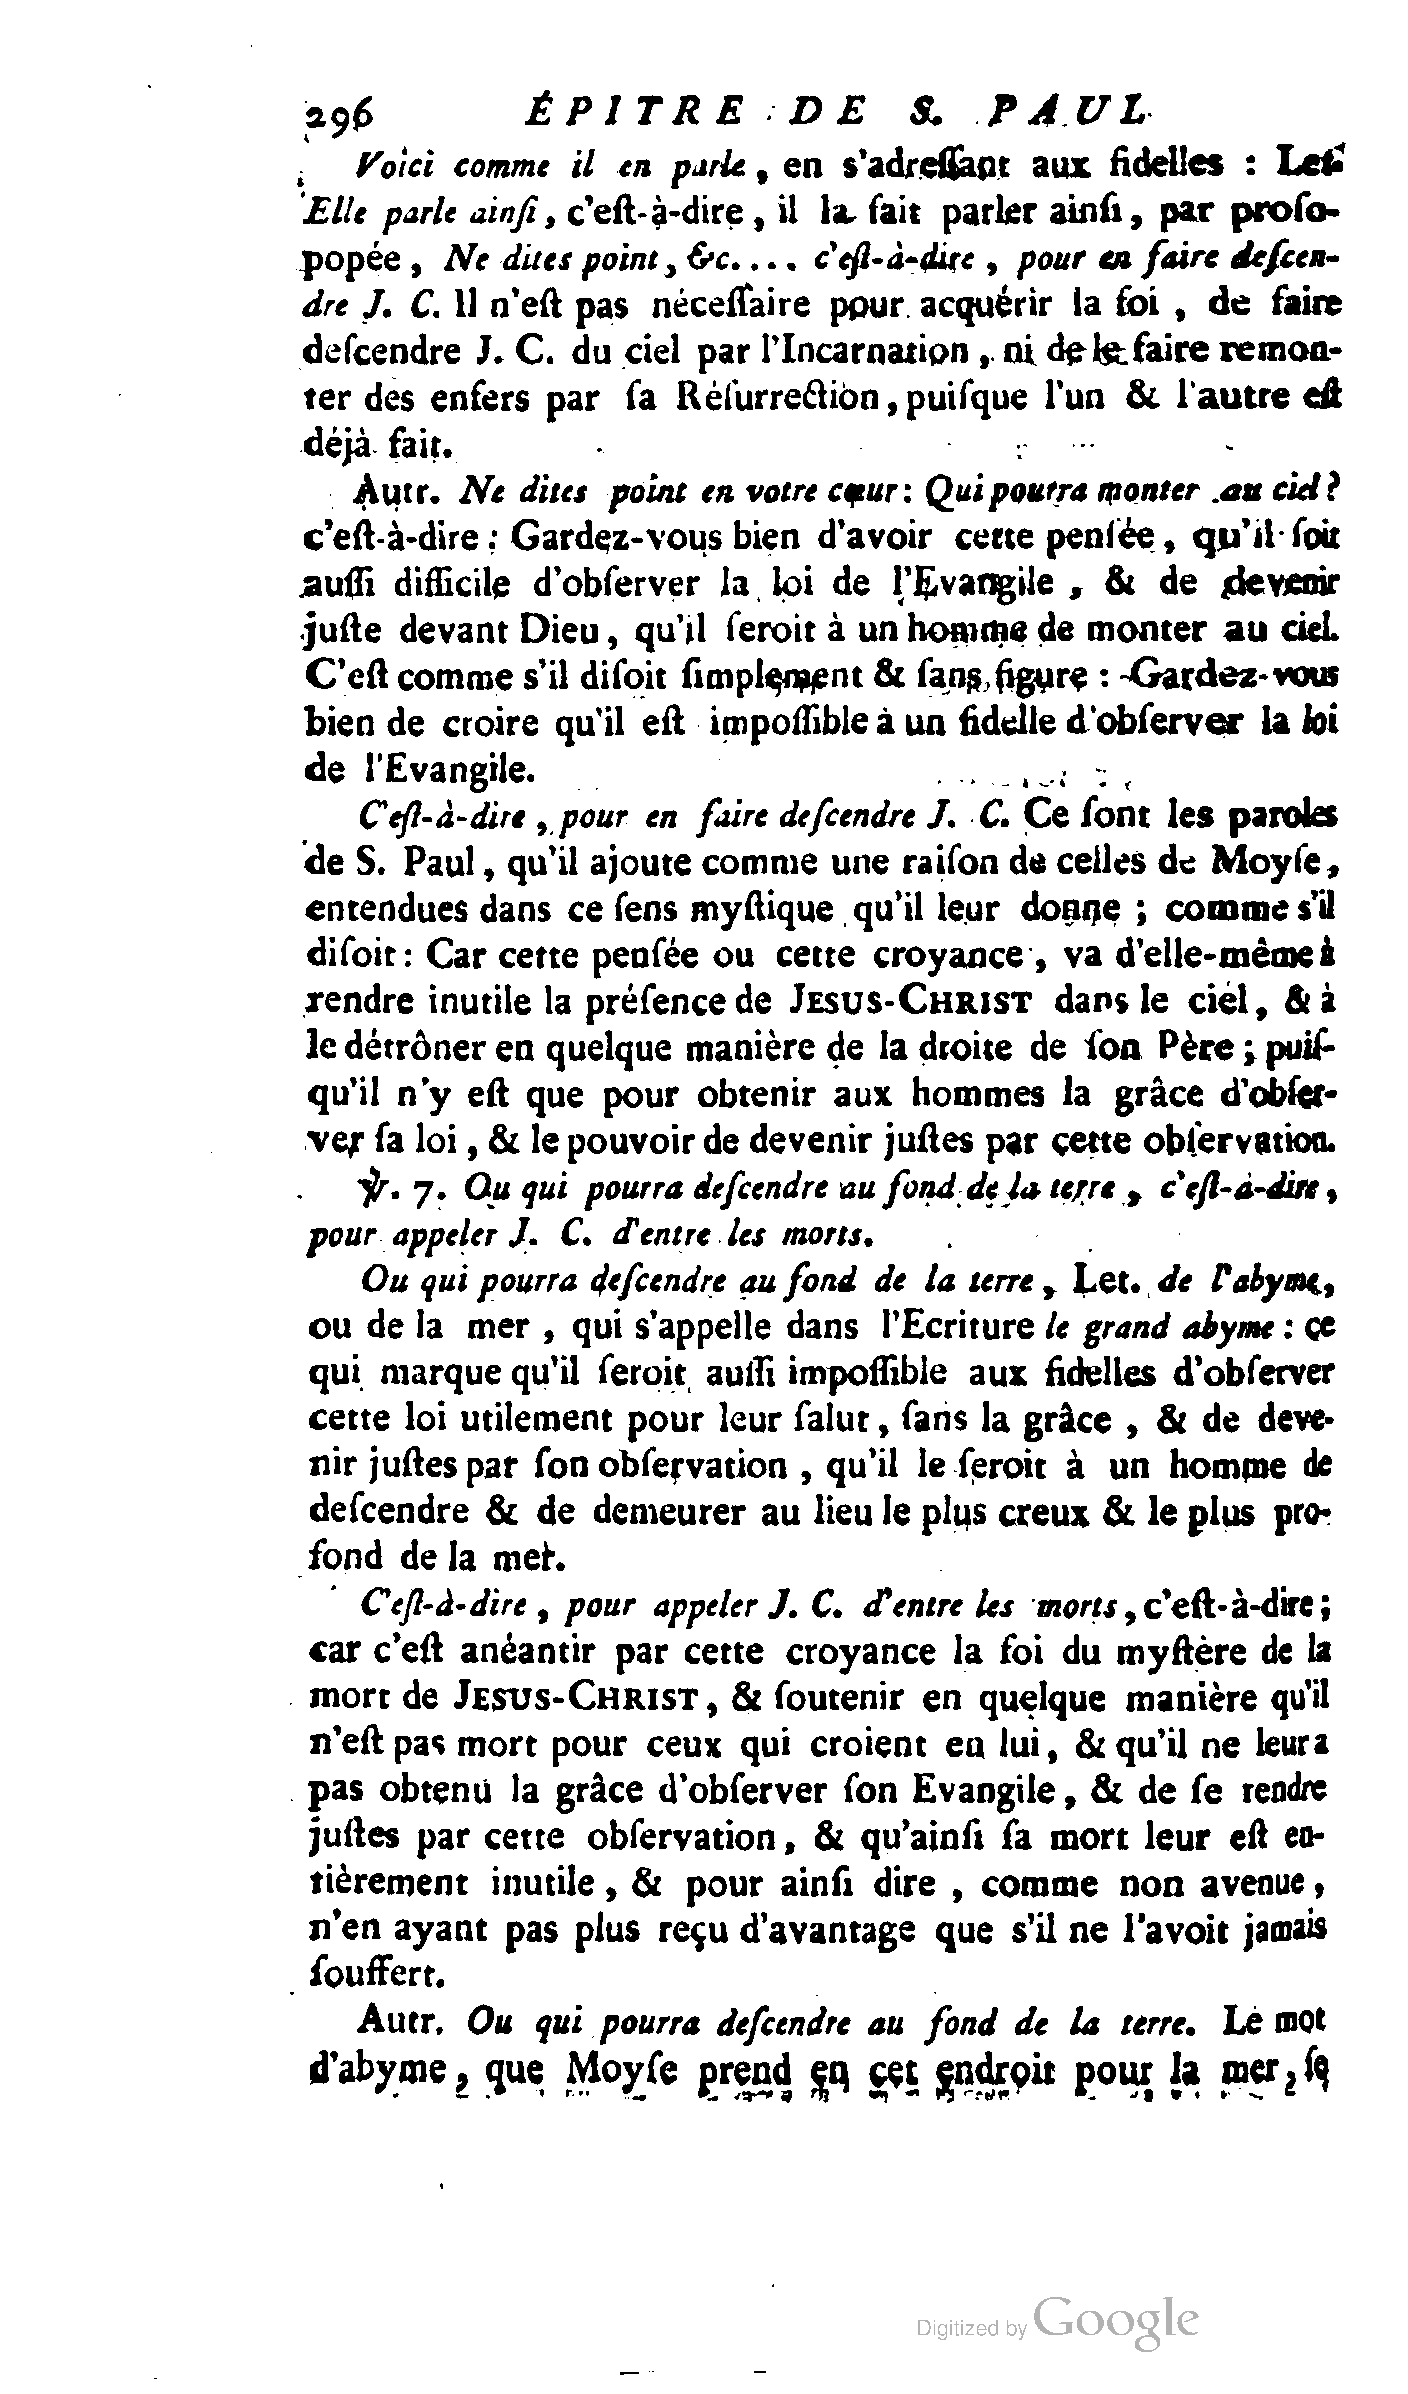 296 ÉPITRE DE S. PAUL
Voici comme il en parle, en s'adreſſant aux fidelles : Let.
Elle parle ainſi, c'eſt-à-dire, il la fait parler ainſi, par proſo-
popée, Ne dites point, &c.... c'eſt-à-dire, pour en faire deſcen-
dre J. C. Il n'eſt pas néceſſaire pour acquérir la foi, de faire
deſcendre J. C. du ciel par l'Incarnation, ni de le faire remon-
ter des enfers par ſa Réſurrection, puiſque l'un & l'autre eſt
déjà fait.
Autr. Ne dites point en votre cœur: Qui pourra monter au ciel?
c'eſt-à-dire : Gardez-vous bien d'avoir cette penſée, qu'il ſoit
auſſi difficile d'obſerver la loi de l'Evangile, & de devenir
juſte devant Dieu, qu'il ſeroit à un homme de monter au ciel.
C'eſt comme s'il diſoit ſimplement & ſans figure : Gardez-vous
bien de croire qu'il eſt impoſſible à un fidelle d'obſerver la loi
de l'Evangile.
C'eſt-à-dire, pour en faire deſcendre J. C. Ce ſont les paroles
de S. Paul, qu'il ajoute comme une raiſon de celles de Moyſe,
entendues dans ce ſens myſtique qu'il leur donne ; comme s'il
diſoit: Car cette penſée ou cette croyance, va d'elle-même à
rendre inutile la préſence de JESUS-CHRIST dans le ciel, & à
le détrôner en quelque manière de la droite de ſon Père ; puiſ-
qu'il n'y eſt que pour obtenir aux hommes la grâce d'obſer-
ver ſa loi, & le pouvoir de devenir juſtes par cette obſervation.
℣. 7. Ou qui pourra deſcendre au fond de la terre, c'eſt-à-dire,
pour appeler J. C. d'entre les morts.
Ou qui pourra deſcendre au fond de la terre, Let. de l'abyme,
ou de la mer, qui s'appelle dans l'Ecriture le grand abyme : ce
qui marque qu'il ſeroit auſſi impoſſible aux fidelles d'obſerver
cette loi utilement pour leur ſalut, ſans la grâce, & de deve-
nir juſtes par ſon obſervation, qu'il le ſeroit à un homme de
deſcendre & de demeurer au lieu le plus creux & le plus pro-
fond de la mer.
C'eſt-à-dire, pour appeler J. C. d'entre les morts, c'eſt-à-dire;
car c'eſt anéantir par cette croyance la foi du myſtère de la
mort de JESUS-CHRIST, & ſoutenir en quelque manière qu'il
n'eſt pas mort pour ceux qui croient en lui, & qu'il ne leur a
pas obtenu la grâce d'obſerver ſon Evangile, & de ſe rendre
juſtes par cette obſervation, & qu'ainſi ſa mort leur eſt en-
tièrement inutile, & pour ainſi dire, comme non avenue,
n'en ayant pas plus reçu d'avantage que s'il ne l'avoit jamais
ſouffert.
Autr. Ou qui pourra deſcendre au fond de la terre. Le mot
d'abyme, que Moyſe prend en cet endroit pour la mer, ſe
Digitized by Google